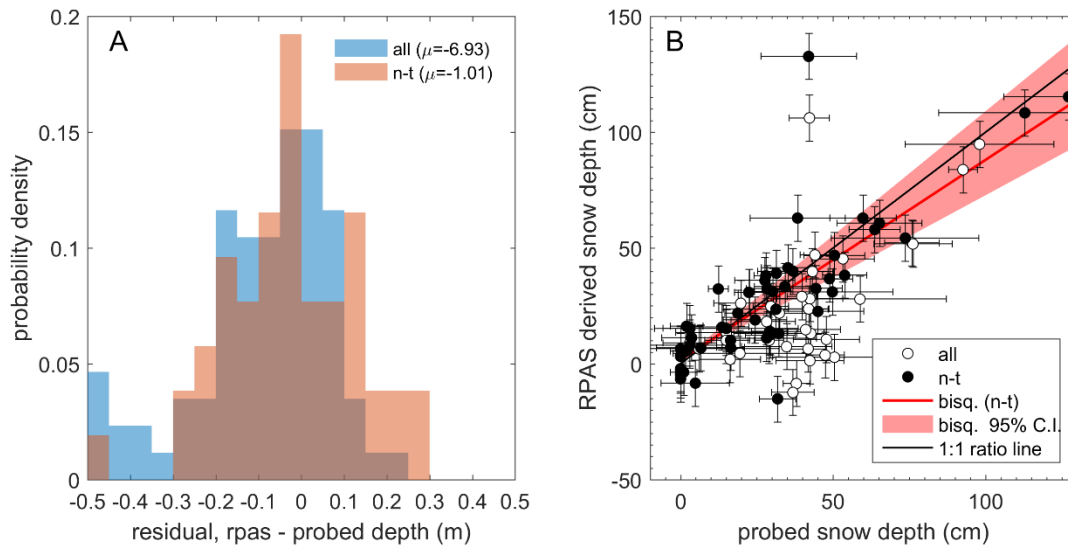 A
all (μ=-6.93)
n-t (μ=-1.01)
probability density
0.2
0.15
0.1
0.05
0
-0.5 -0.4 -0.3 -0.2 -0.1 0 0.1 0.2 0.3 0.4 0.5
residual, rpas - probed depth (m)
B
RPAS derived snow depth (cm)
150
100
50
0
-50
0 50 100
probed snow depth (cm)
all
n-t
bisq. (n-t)
bisq. 95% C.I.
1:1 ratio line